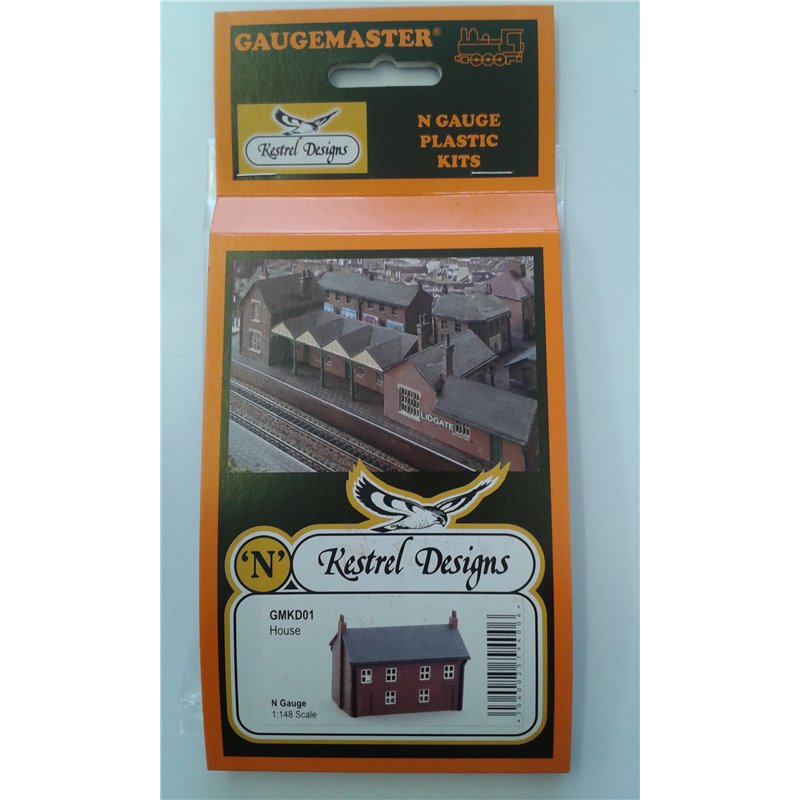 GAUGEMASTER®
Kestrel Designs
N GAUGE
PLASTIC
KITS
LIDGATE
'N'
Kestrel Designs
GMKD01
House
N Gauge
1:148 Scale